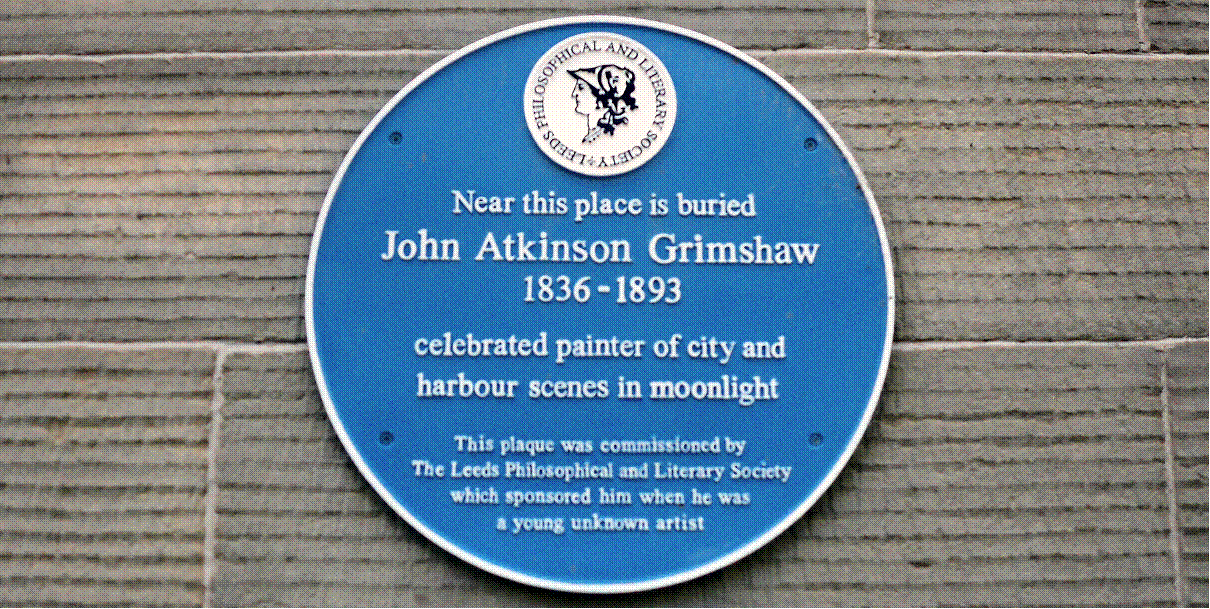 LEEDS PHILOSOPHICAL AND LITERARY SOCIETY
Near this place is buried
John Atkinson Grimshaw
1836-1893
celebrated painter of city and
harbour scenes in moonlight
This plaque was commissioned by
The Leeds Philosophical and Literary Society
which sponsored him when he was
a young unknown artist